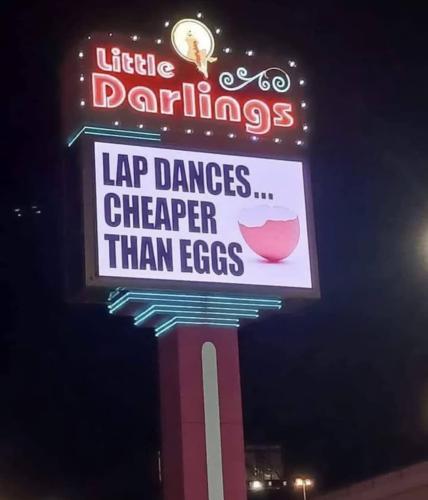 Little
Darlings
LAP DANCES...
CHEAPER
THAN EGGS